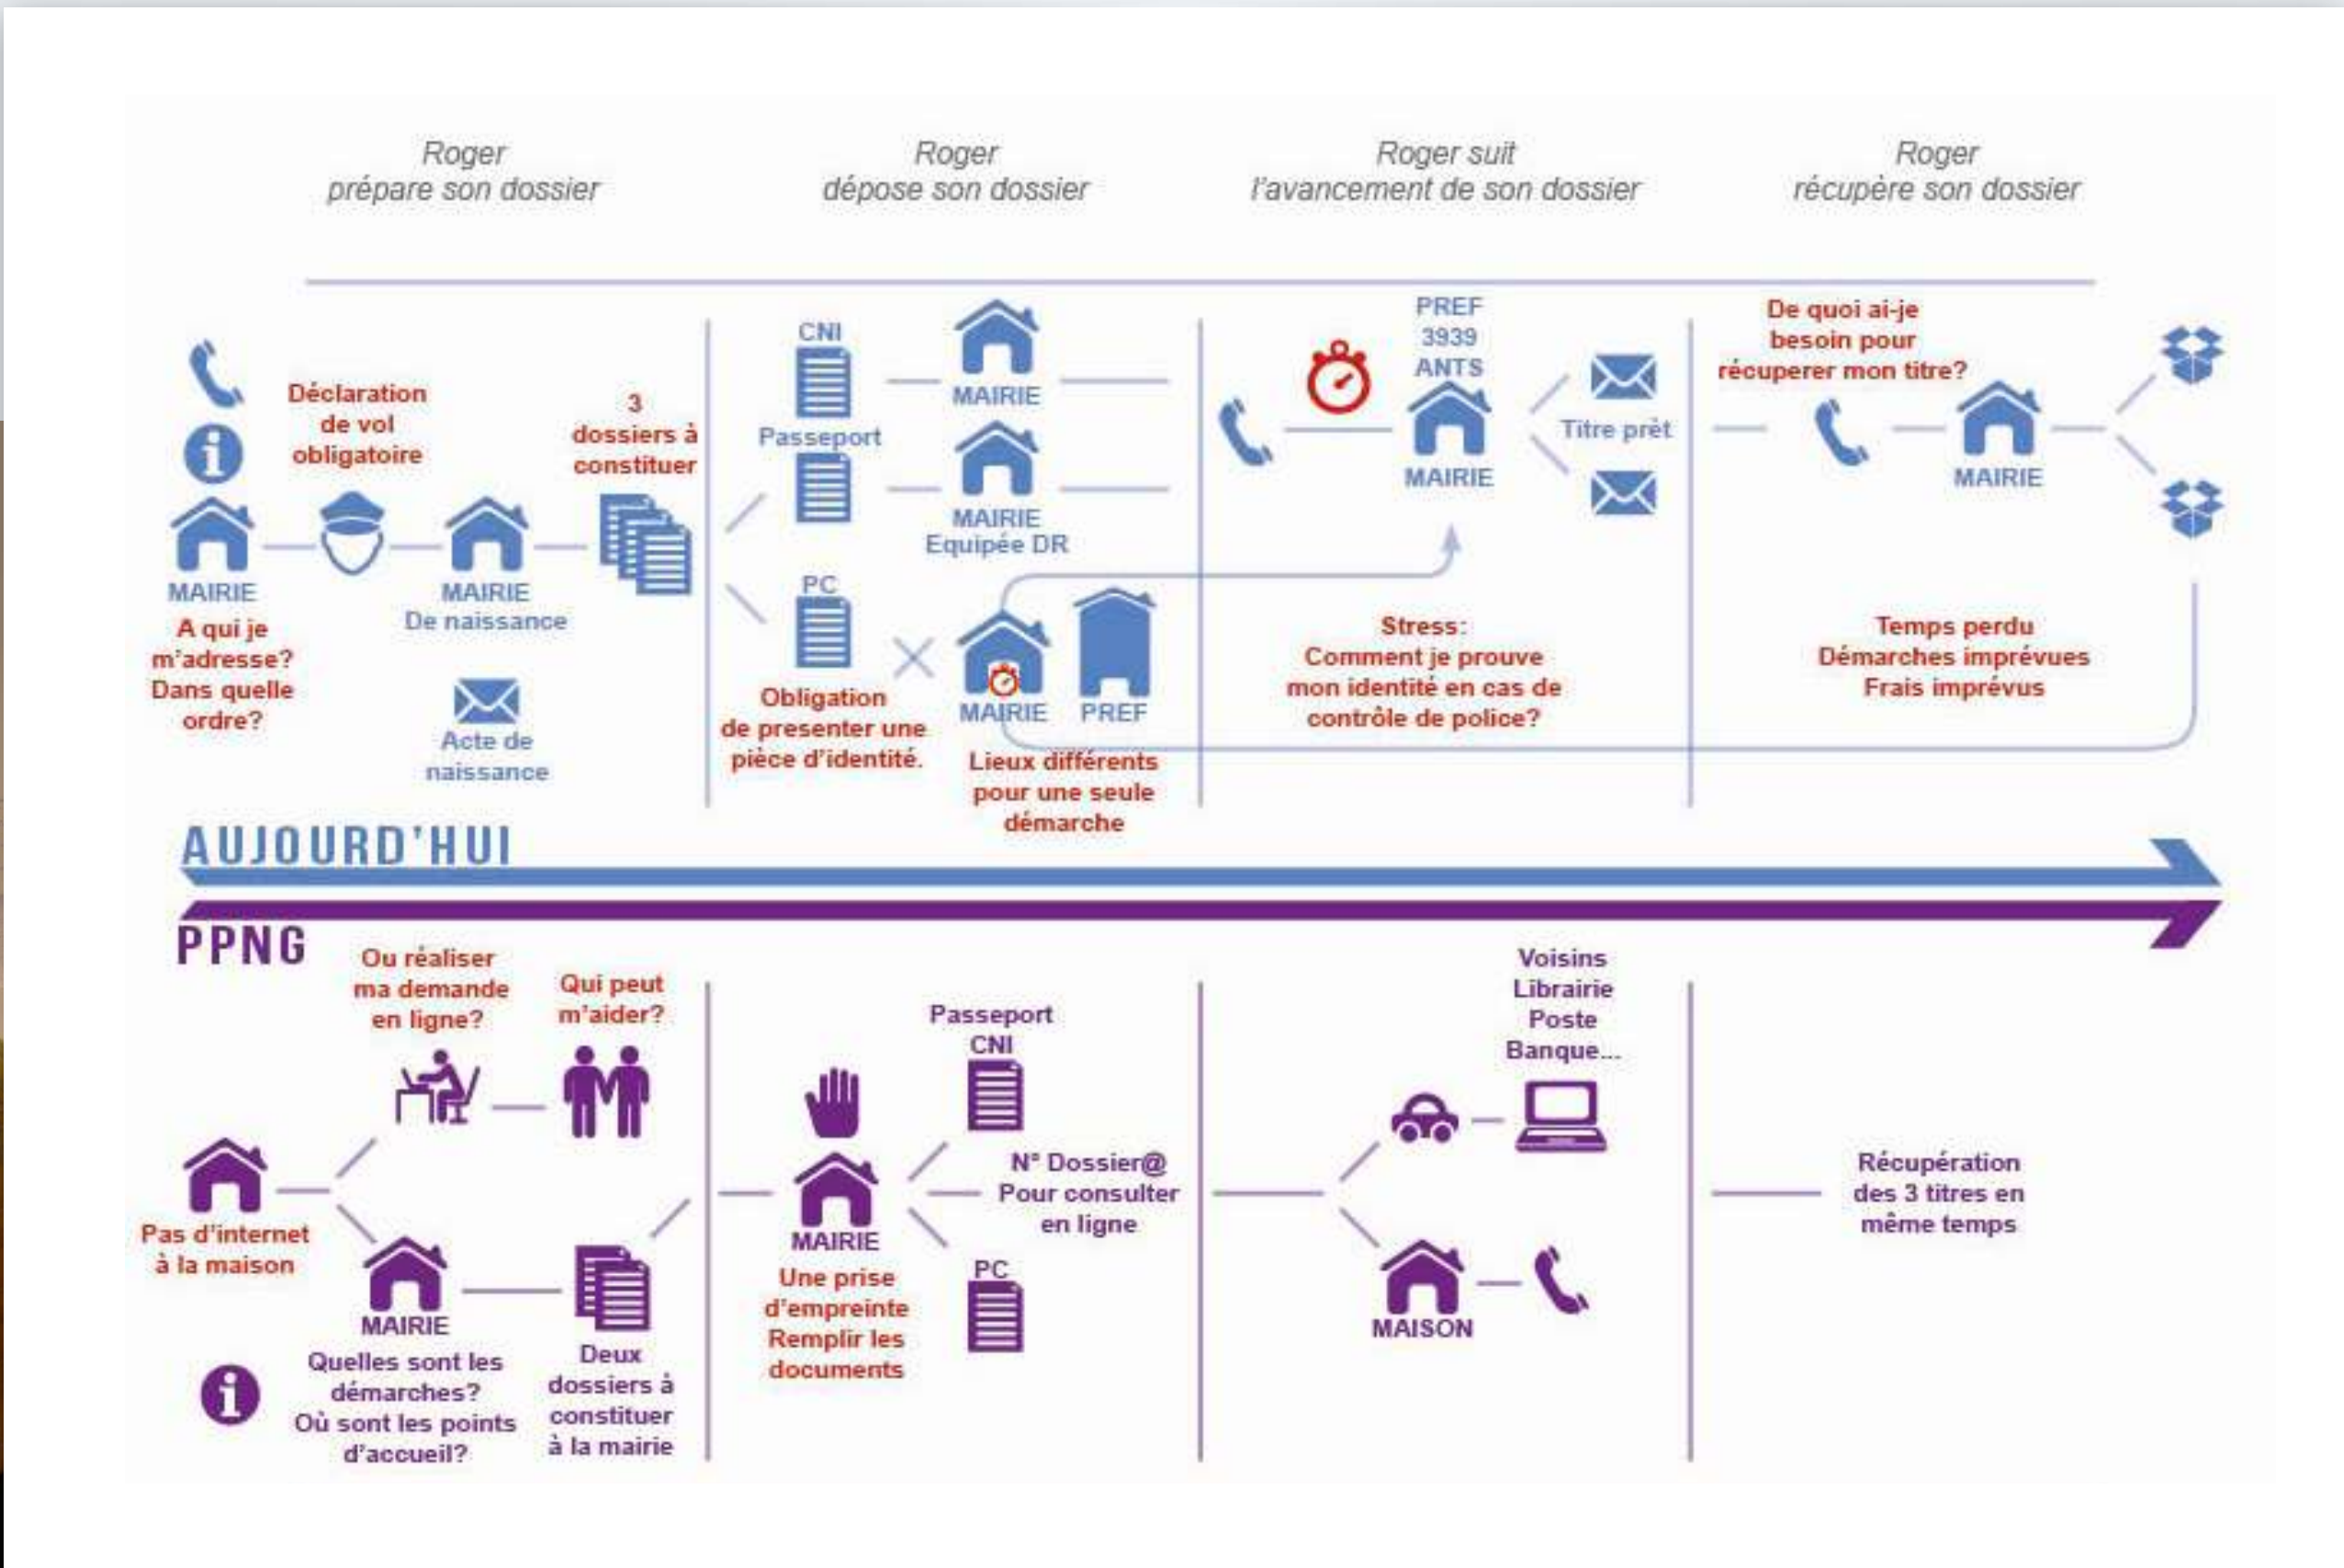 Roger
prépare son dossier
Roger
dépose son dossier
Roger suit
l'avancement de son dossier
Roger
récupère son dossier
Déclaration
de vol
obligatoire
3
dossiers à
constituer
MAIRIE
A qui je
m'adresse?
Dans quelle
ordre?
MAIRIE
De naissance
Acte de
naissance
CNI
MAIRIE
Passeport
MAIRIE
Equipée DR
PC
Obligation
de presenter une
pièce d'identité.
MAIRIE
PREF
Lieux différents
pour une seule
démarche
PREF
3939
ANTS
MAIRIE
Titre prêt
Stress:
Comment je prouve
mon identité en cas de
contrôle de police?
De quoi ai-je
besoin pour
récuperer mon titre?
MAIRIE
Temps perdu
Démarches imprévues
Frais imprévus
AUJOURD'HUI
PPNG
Ou réaliser
ma demande
en ligne?
Qui peut
m'aider?
Pas d'internet
à la maison
MAIRIE
Quelles sont les
démarches?
Où sont les points
d'accueil?
Deux
dossiers à
constituer
à la mairie
MAIRIE
Une prise
d'empreinte
Remplir les
documents
Passeport
CNI
N° Dossier@
Pour consulter
en ligne
PC
Voisins
Librairie
Poste
Banque...
MAISON
Récupération
des 3 titres en
même temps